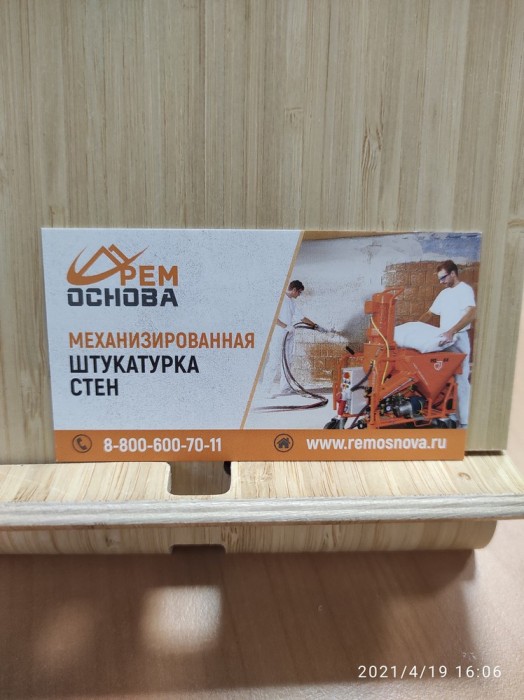 РЕМ
ОСНОВА
МЕХАНИЗИРОВАННАЯ
ШТУКАТУРКА
СТЕН
8-800-600-70-11
www.remosnova.ru
2021/4/19 16:06